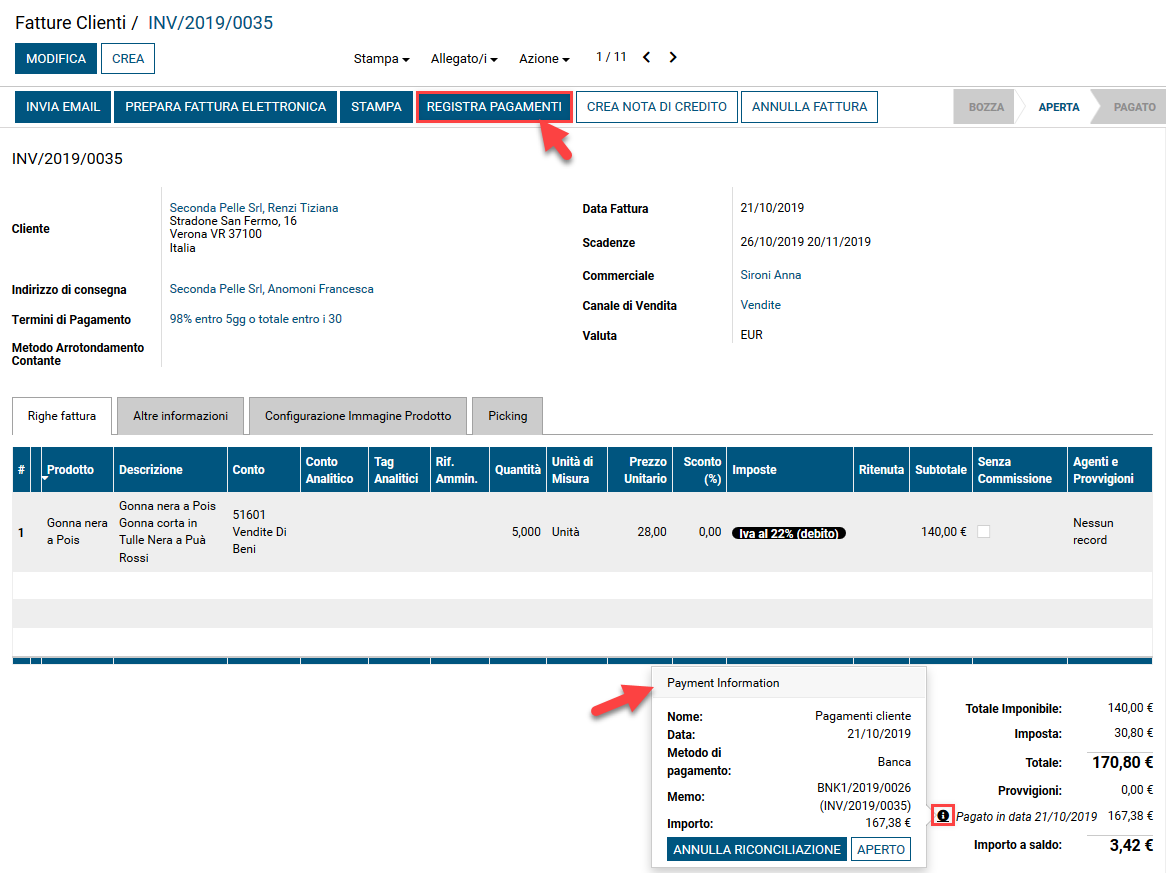 Fatture Clienti / INV/2019/0035
MODIFICA CREA Stampa Allegato/i Azione 1 / 11
INVIA EMAIL PREPARA FATTURA ELETTRONICA STAMPA REGISTRA PAGAMENTI CREA NOTA DI CREDITO ANNULLA FATTURA BOZZA APERTA PAGATO
INV/2019/0035
Cliente
Seconda Pelle Srl, Renzi Tiziana
Stradone San Fermo, 16
Verona VR 37100
Italia
Indirizzo di consegna Seconda Pelle Srl, Anomoni Francesca
Termini di Pagamento 98% entro 5gg o totale entro i 30
Metodo Arrotondamento
Contante
Data Fattura 21/10/2019
Scadenze 26/10/2019 20/11/2019
Commerciale Sironi Anna
Canale di Vendita Vendite
Valuta EUR
Righe fattura Altre informazioni Configurazione Immagine Prodotto Picking
# Prodotto Descrizione Conto Conto Analitico Tag Analitici Rif. Ammin. Quantità Unità di Misura Prezzo Unitario Sconto (%) Imposte Ritenuta Subtotale Senza Commissione Agenti e Provvigioni
1
Gonna nera
a Pois
Gonna nera a Pois
Gonna corta in
Tulle Nera a Puà
Rossi
51601
Vendite Di
Beni
5,000 Unità 28,00 0,00 Iva al 22% (debito) 140,00 €
Nessun
record
Payment Information
Nome: Pagamenti cliente
Data: 21/10/2019
Metodo di
pagamento: Banca
Memo: BNK1/2019/0026
(INV/2019/0035)
Importo: 167,38 €
ANNULLA RICONCILIAZIONE APERTO
Totale Imponibile: 140,00 €
Imposta: 30,80 €
Totale: 170,80 €
Provvigioni: 0,00 €
Pagato in data 21/10/2019 167,38 €
Importo a saldo: 3,42 €